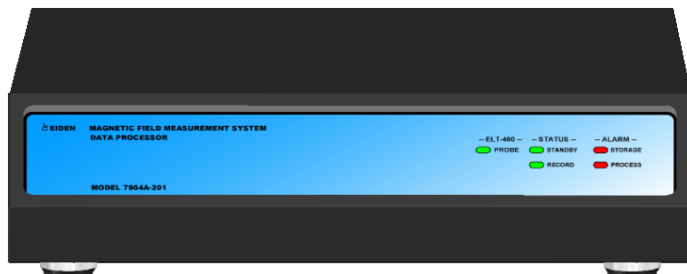 EIDEN MAGNETIC FIELD MEASUREMENT SYSTEM
DATA PROCESSOR
-- ELT-400 -- -- STATUS -- -- ALARM --
PROBE STANDBY STORAGE
RECORD PROCESS
MODEL 7904A-201